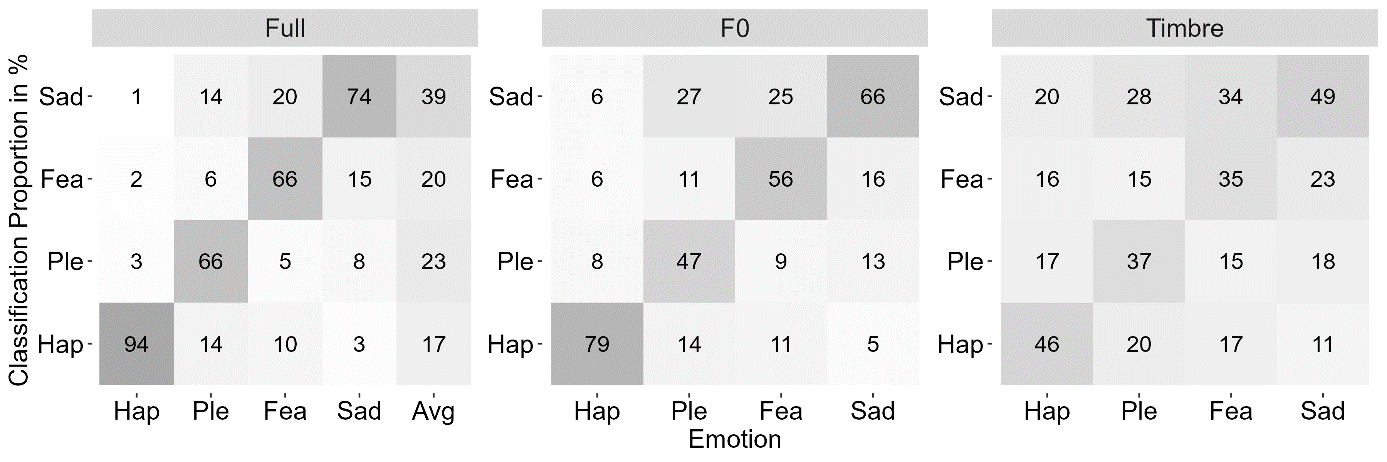 Full F0 Timbre
Classification Proportion in %
Sad 1 14 20 74 39
Fea 2 6 66 15 20
Ple 3 66 5 8 23
Hap 94 14 10 3 17
Hap Ple Fea Sad Avg
Sad 6 27 25 66
Fea 6 11 56 16
Ple 8 47 9 13
Hap 79 14 11 5
Hap Ple Fea Sad
Sad 20 28 34 49
Fea 16 15 35 23
Ple 17 37 15 18
Hap 46 20 17 11
Hap Ple Fea Sad
Emotion